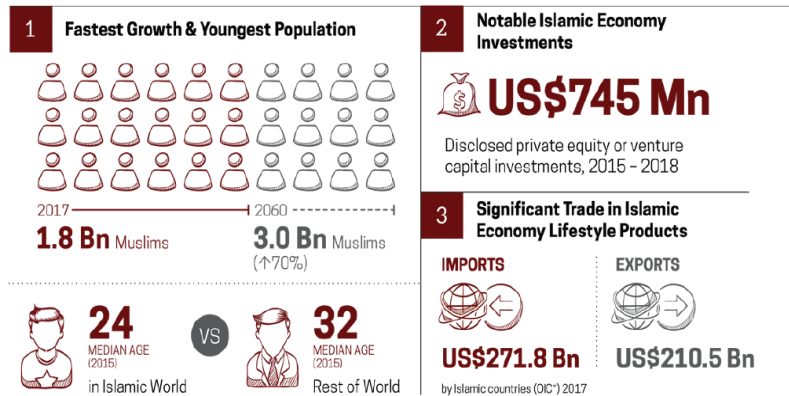 1
Fastest Growth & Youngest Population
2017
2060
1.8 Bn Muslims
3.0 Bn Muslims
(↑70%)
24
MEDIAN AGE
(2015)
in Islamic World
VS
32
MEDIAN AGE
(2015)
Rest of World
2
Notable Islamic Economy
Investments
$
US$745 Mn
Disclosed private equity or venture
capital investments, 2015 – 2018
3
Significant Trade in Islamic
Economy Lifestyle Products
IMPORTS
US$271.8 Bn
EXPORTS
US$210.5 Bn
by Islamic countries (OIC*) 2017